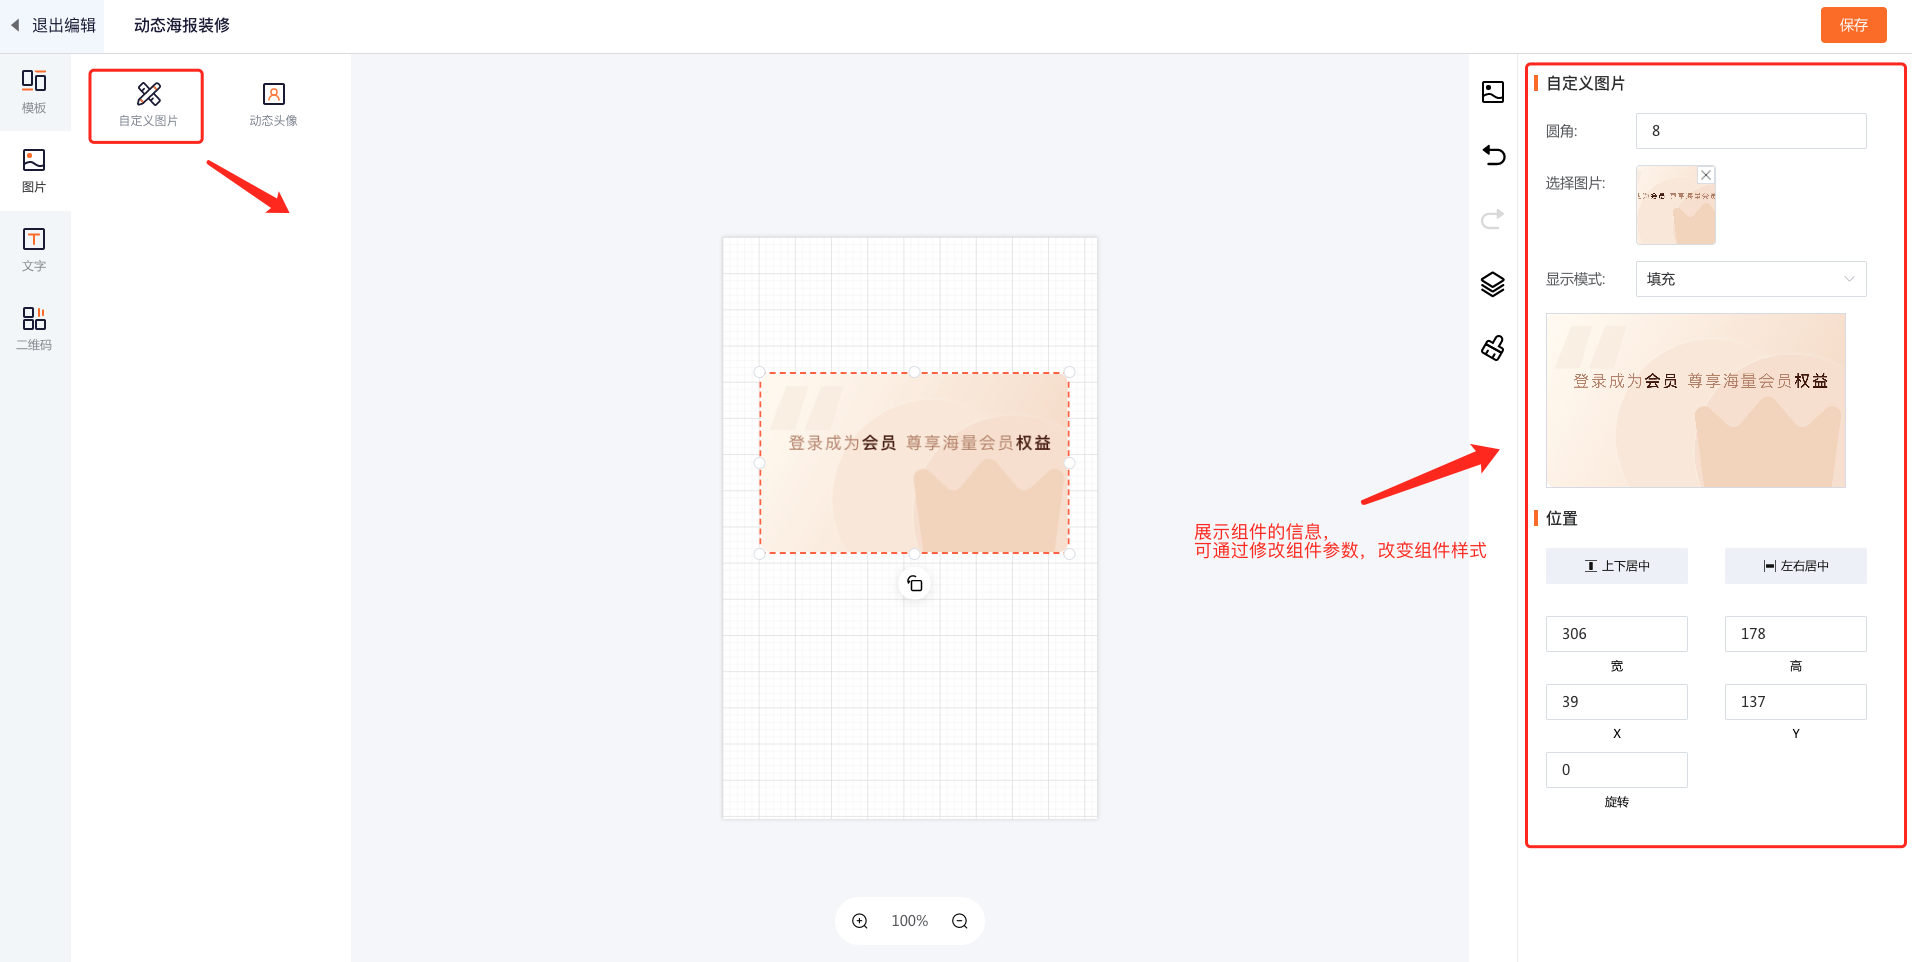 退出编辑
动态海报装修
保存
模板
图片
文字
二维码
自定义图片
动态头像
登录成为会员 尊享海量会员权益
100%
展示组件的信息，
可通过修改组件参数，改变组件样式
自定义图片
圆角:
8
选择图片:
显示模式:
填充
登录成为会员 尊享海量会员权益
位置
上下居中
左右居中
306
178
宽
高
39
137
X
Y
0
旋转